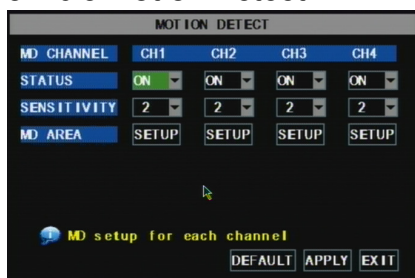 MOTION DETECT
MD CHANNEL CH1 CH2 CH3 CH4
STATUS ON ON ON ON
SENSITIVITY 2 2 2 2
MD AREA SETUP SETUP SETUP SETUP
MD setup for each channel
DEFAULT APPLY EXIT